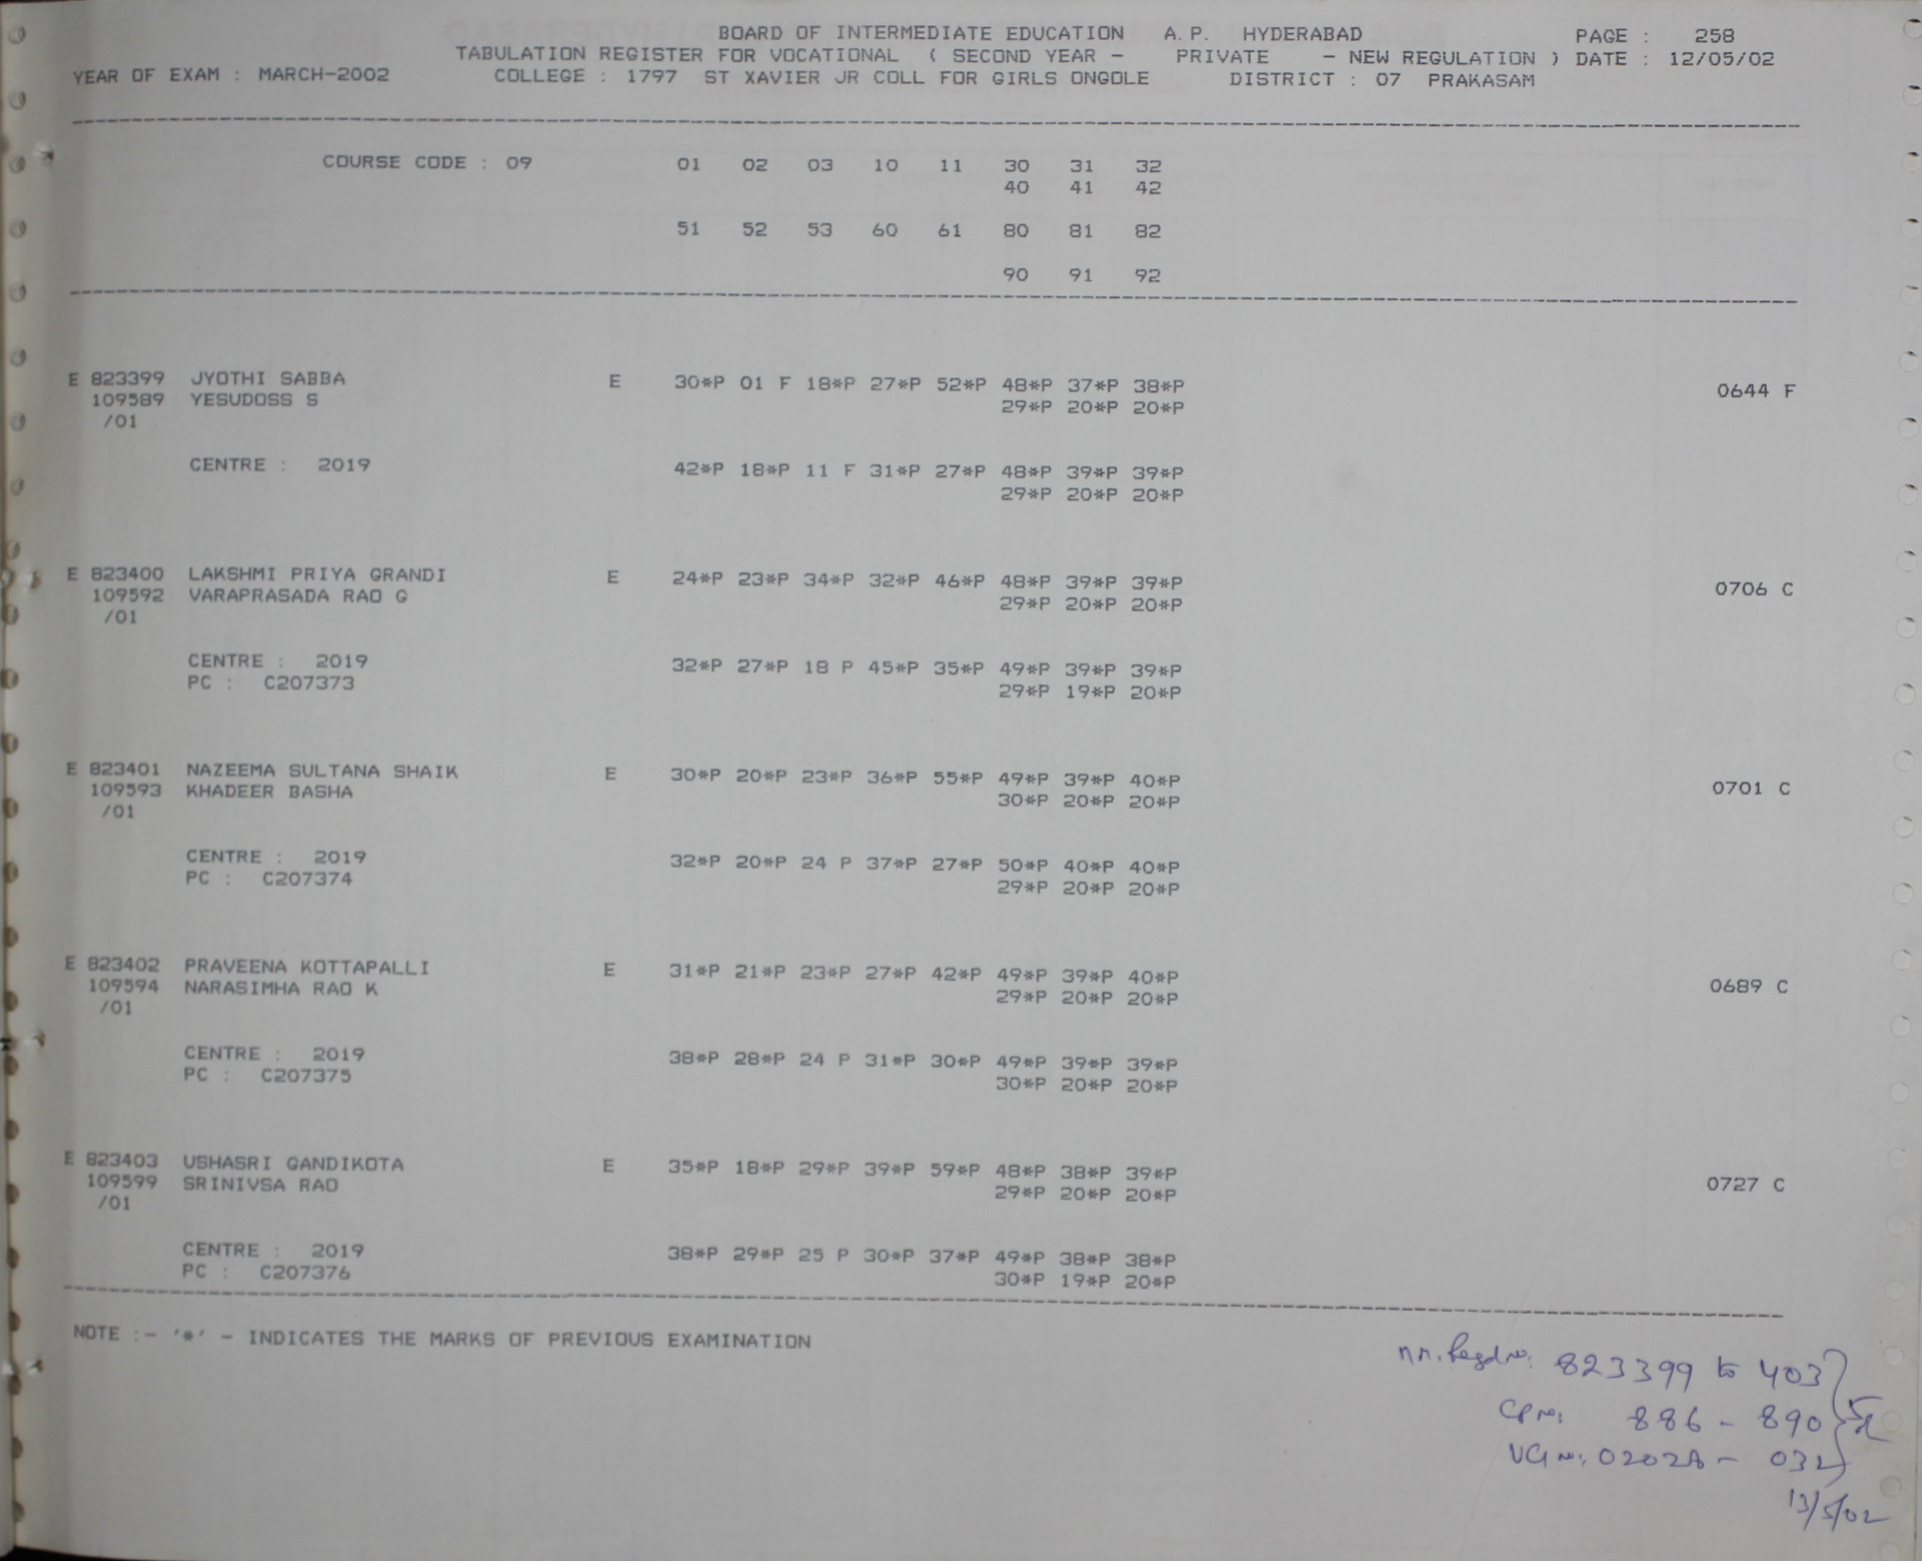 BOARD OF INTERMEDIATE EDUCATION A.P. HYDERABAD PAGE : 258
TABULATION REGISTER FOR VOCATIONAL ( SECOND YEAR - PRIVATE - NEW REGULATION ) DATE : 12/05/02
YEAR OF EXAM : MARCH-2002 COLLEGE : 1797 ST XAVIER JR COLL FOR GIRLS ONGOLE DISTRICT : 07 PRAKASAM
COURSE CODE : 09 01 02 03 10 11 30 31 32
40 41 42
51 52 53 60 61 80 81 82
90 91 92
E 823399 JYOTHI SABBA E 30*P 01 F 18*P 27*P 52*P 48*P 37*P 38*P 0644 F
109589 YESUDOSS S 29*P 20*P 20*P
/01
CENTRE : 2019 42*P 18*P 11 F 31*P 27*P 48*P 39*P 39*P
29*P 20*P 20*P
E 823400 LAKSHMI PRIYA GRANDI E 24*P 23*P 34*P 32*P 46*P 48*P 39*P 39*P 0706 C
109592 VARAPRASADA RAO G 29*P 20*P 20*P
/01
CENTRE : 2019 32*P 27*P 18 P 45*P 35*P 49*P 39*P 39*P
PC : C207373 29*P 19*P 20*P
E 823401 NAZEEMA SULTANA SHAIK E 30*P 20*P 23*P 36*P 55*P 49*P 39*P 40*P 0701 C
109593 KHADEER BASHA 30*P 20*P 20*P
/01
CENTRE : 2019 32*P 20*P 24 P 37*P 27*P 50*P 40*P 40*P
PC : C207374 29*P 20*P 20*P
E 823402 PRAVEENA KOTTAPALLI E 31*P 21*P 23*P 27*P 42*P 49*P 39*P 40*P 0689 C
109594 NARASIMHA RAO K 29*P 20*P 20*P
/01
CENTRE : 2019 38*P 28*P 24 P 31*P 30*P 49*P 39*P 39*P
PC : C207375 30*P 20*P 20*P
E 823403 USHASRI GANDIKOTA E 35*P 18*P 29*P 39*P 59*P 48*P 38*P 39*P 0727 C
109599 SRINIVSA RAO 29*P 20*P 20*P
/01
CENTRE : 2019 38*P 29*P 25 P 30*P 37*P 49*P 38*P 38*P
PC : C207376 30*P 19*P 20*P
NOTE :- '*' - INDICATES THE MARKS OF PREVIOUS EXAMINATION
823399 to 403
886 - 890
13/5/02